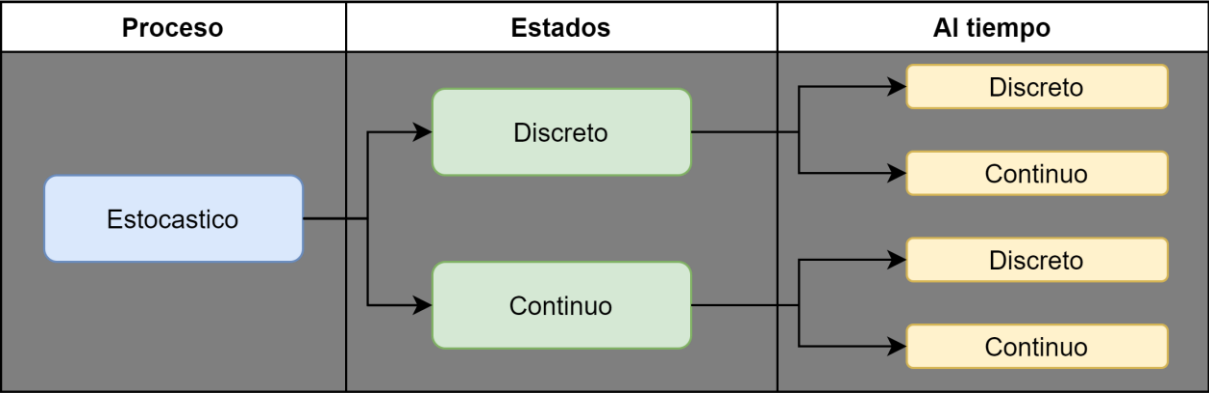 Proceso
Estados
Al tiempo
Estocastico
Discreto
Continuo
Discreto
Continuo
Discreto
Continuo